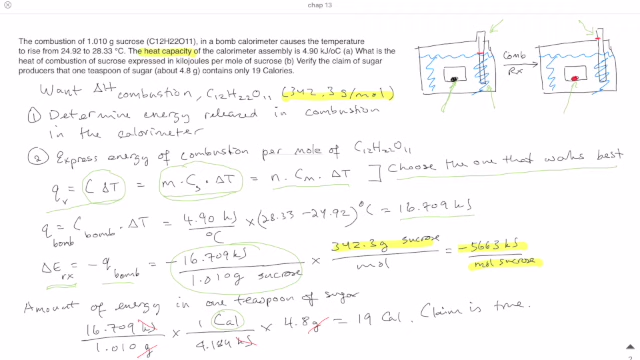 chap 13
The combustion of 1.010 g sucrose (C12H22O11), in a bomb calorimeter causes the temperature
to rise from 24.92 to 28.33 °C. The heat capacity of the calorimeter assembly is 4.90 kJ/oC (a) What is the
heat of combustion of sucrose expressed in kilojoules per mole of sucrose (b) Verify the claim of sugar
producers that one teaspoon of sugar (about 4.8 g) contains only 19 Calories.
Comb
Rx
Want ΔH combustion, C₁₂H₂₂O₁₁ (342.3 g/mol)
① Determine energy released in combustion
in the calorimeter
② Express energy of combustion per mole of C₁₂H₂₂O₁₁
qᵥ = C ΔT = m·Cₛ·ΔT = n·Cₘ·ΔT ] Choose the one that works best
q bomb = C bomb · ΔT = 4.90 kJ/°C × (28.33 - 24.92)°C = 16.709 kJ
ΔE rx = -q bomb = - 16.709 kJ/1.010 g sucrose × 342.3 g sucrose/mol = -5663 kJ/mol sucrose
Amount of energy in one teaspoon of sugar
16.709 kJ/1.010 g × 1 Cal/4.184 kJ × 4.8 g = 19 Cal. Claim is true.